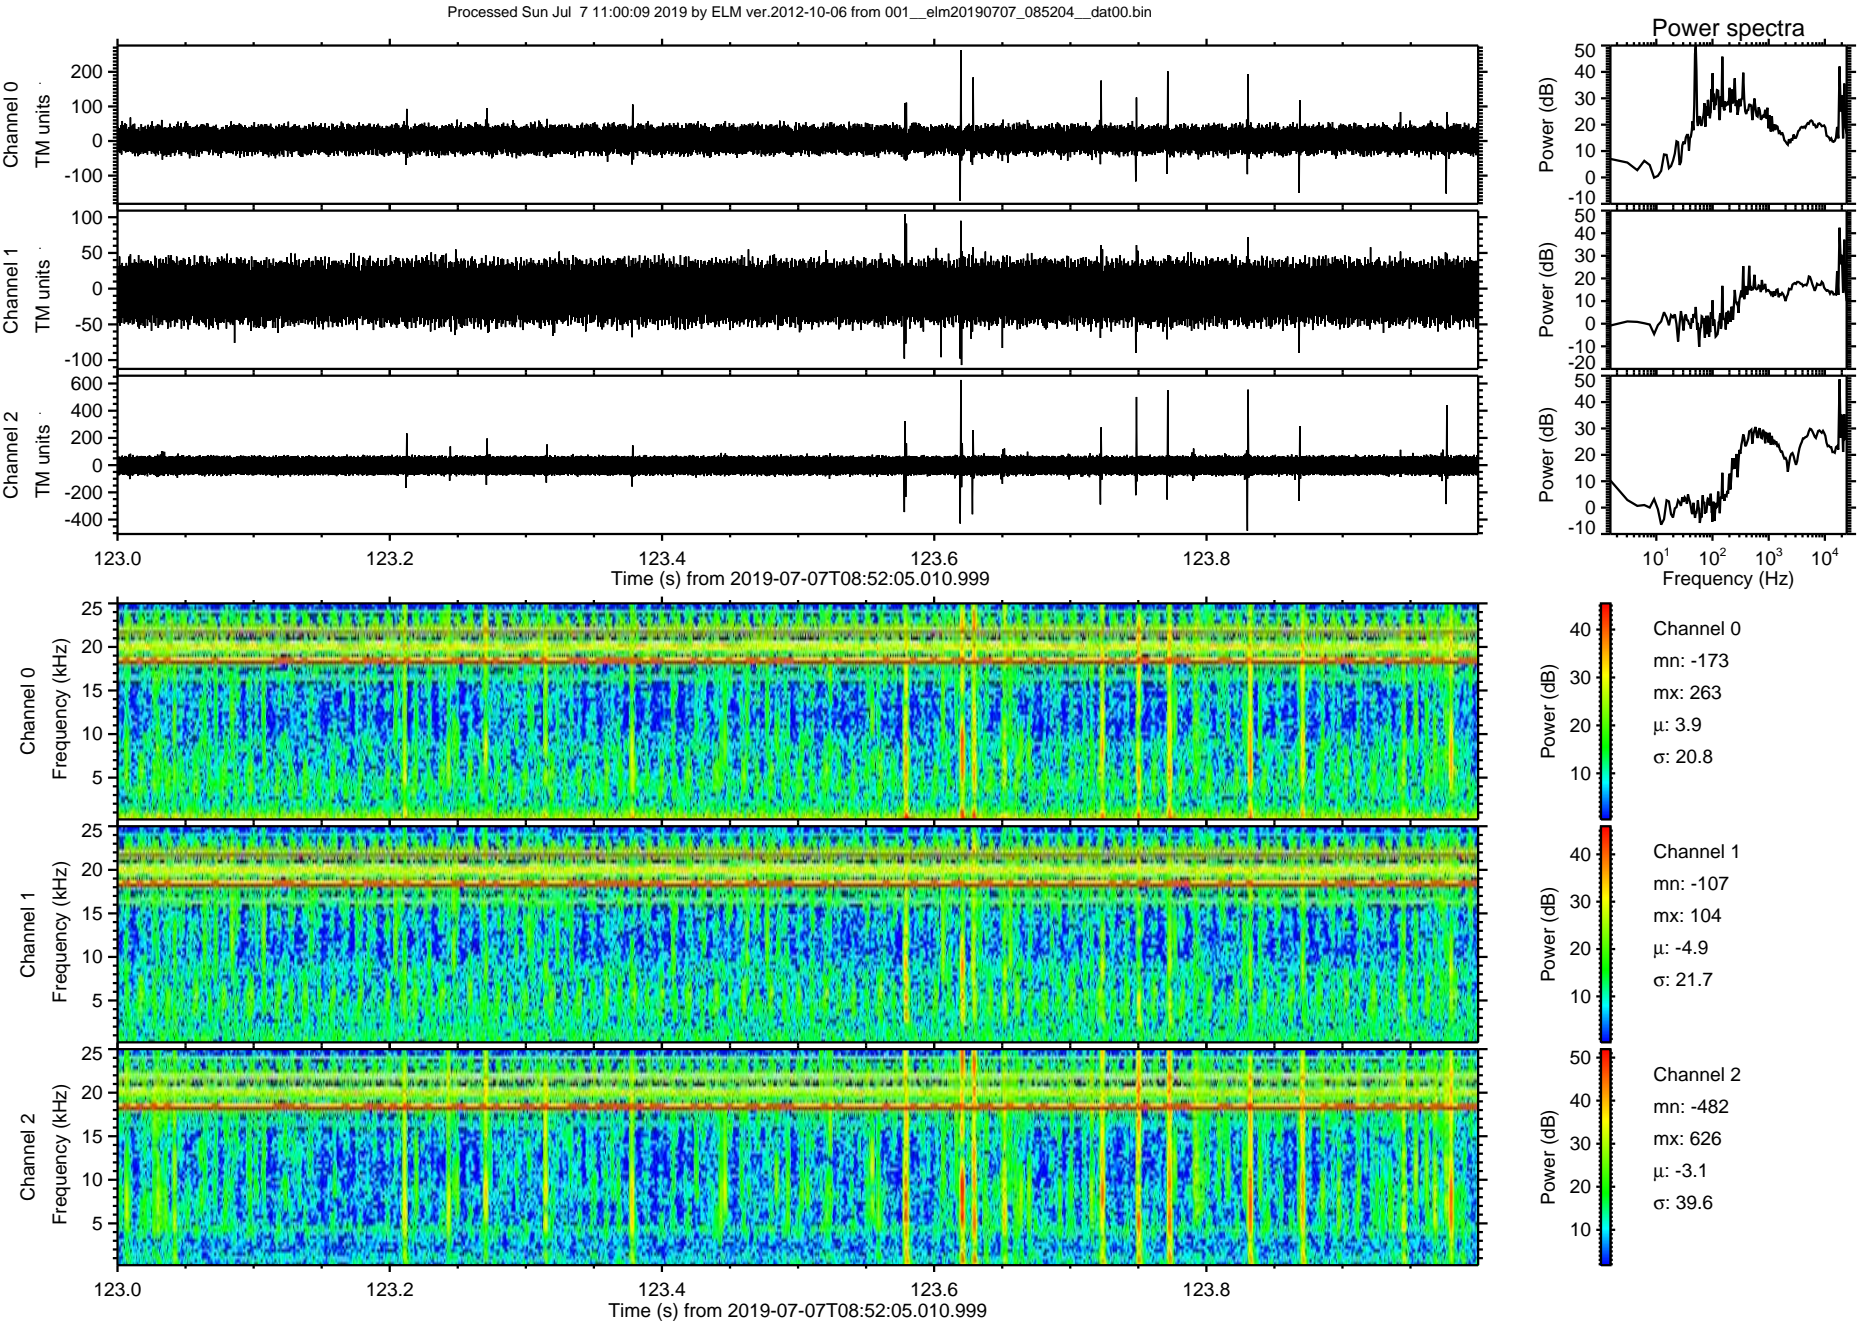 Processed Sun Jul 7 11:00:09 2019 by ELM ver.2012-10-06 from 001__elm20190707_085204__dat00.bin
Power spectra
Channel 0
TM units
200
100
0
-100
Power (dB)
50
40
30
20
10
0
-10
Channel 1
TM units
100
50
0
-50
-100
Power (dB)
50
40
30
20
10
0
-10
-20
Channel 2
TM units
600
400
200
0
-200
-400
Power (dB)
50
40
30
20
10
0
-10
123.0 123.2 123.4 123.6 123.8
Time (s) from 2019-07-07T08:52:05.010.999
10¹ 10² 10³ 10⁴
Frequency (Hz)
Channel 0
Frequency (kHz)
25
20
15
10
5
Power (dB)
40
30
20
10
Channel 0
mn: -173
mx: 263
μ: 3.9
σ: 20.8
Channel 1
Frequency (kHz)
25
20
15
10
5
Power (dB)
40
30
20
10
Channel 1
mn: -107
mx: 104
μ: -4.9
σ: 21.7
Channel 2
Frequency (kHz)
25
20
15
10
5
Power (dB)
50
40
30
20
10
Channel 2
mn: -482
mx: 626
μ: -3.1
σ: 39.6
123.0 123.2 123.4 123.6 123.8
Time (s) from 2019-07-07T08:52:05.010.999